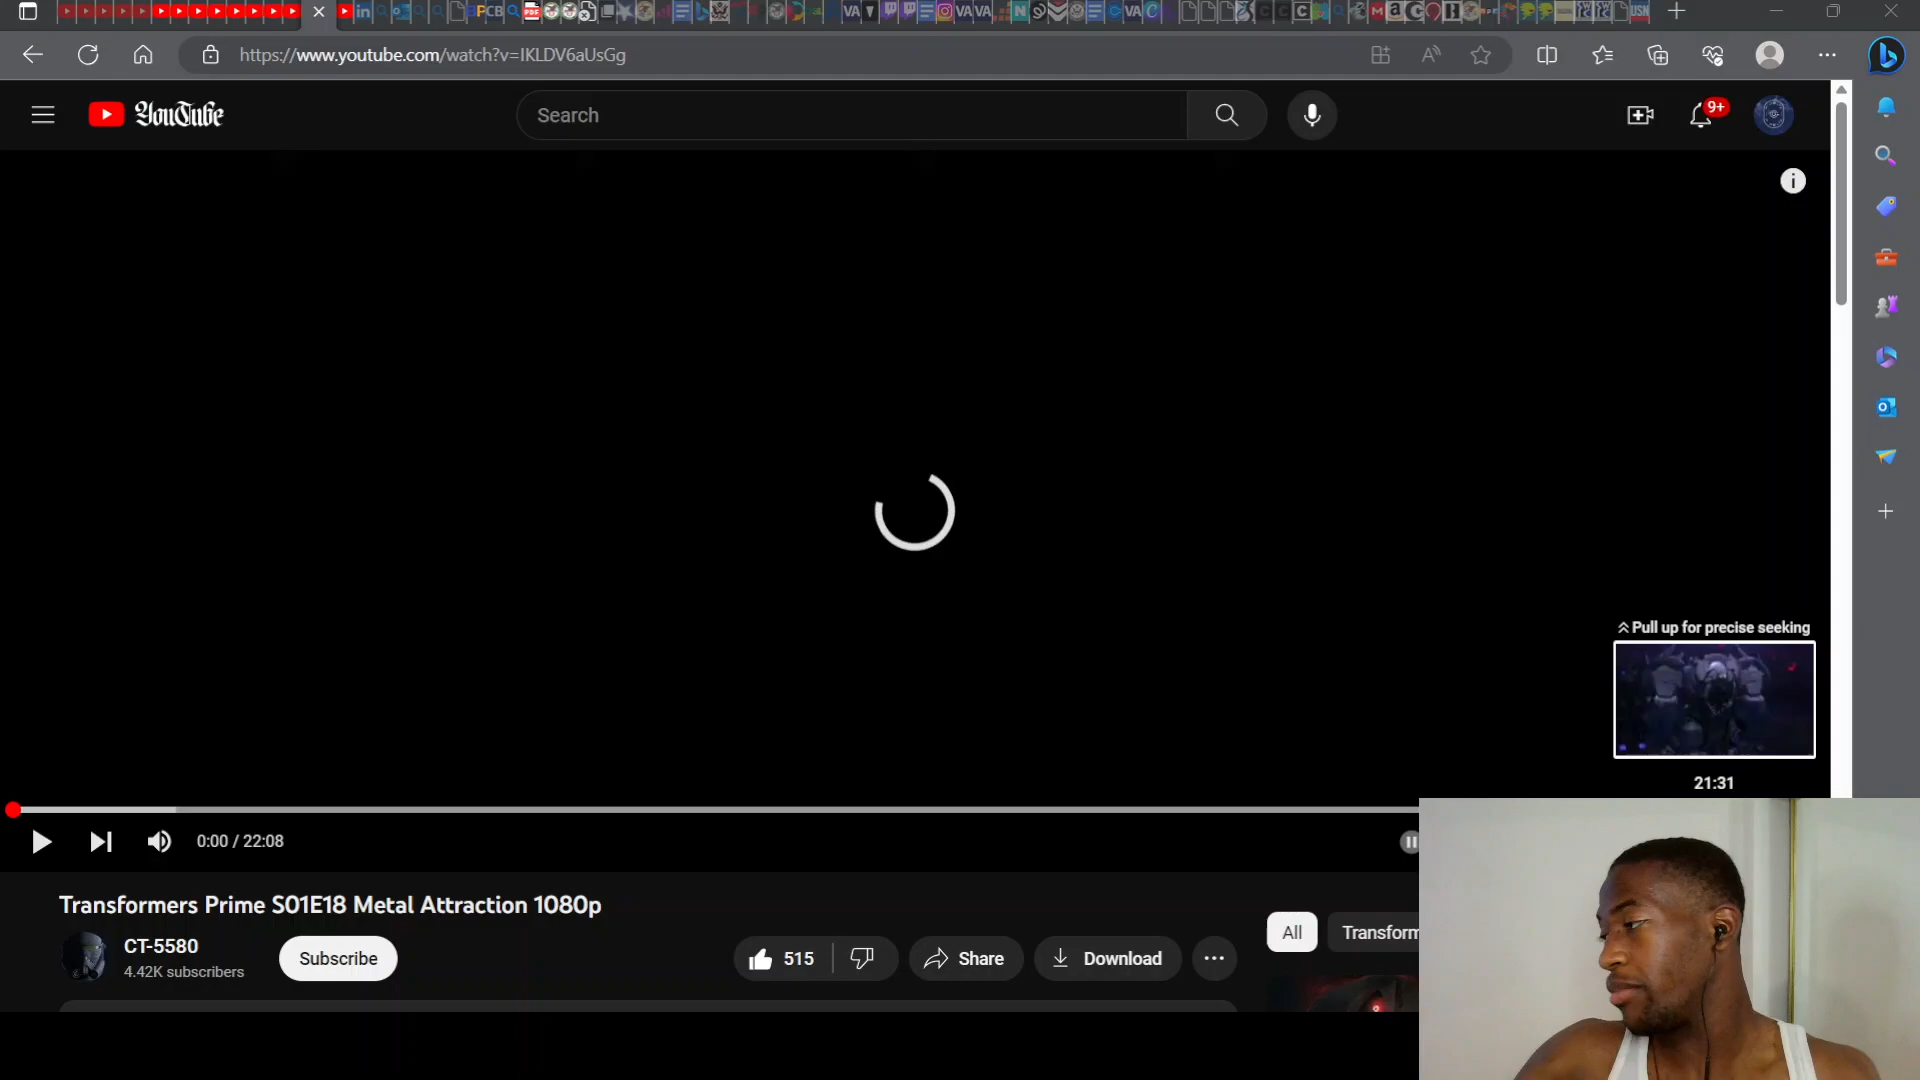 https://www.youtube.com/watch?v=IKLDV6aUsGg
YouTube
Search
9+
Pull up for precise seeking
21:31
0:00 / 22:08
Transformers Prime S01E18 Metal Attraction 1080p
CT-5580
4.42K subscribers
Subscribe
515
Share
Download
All
Transform